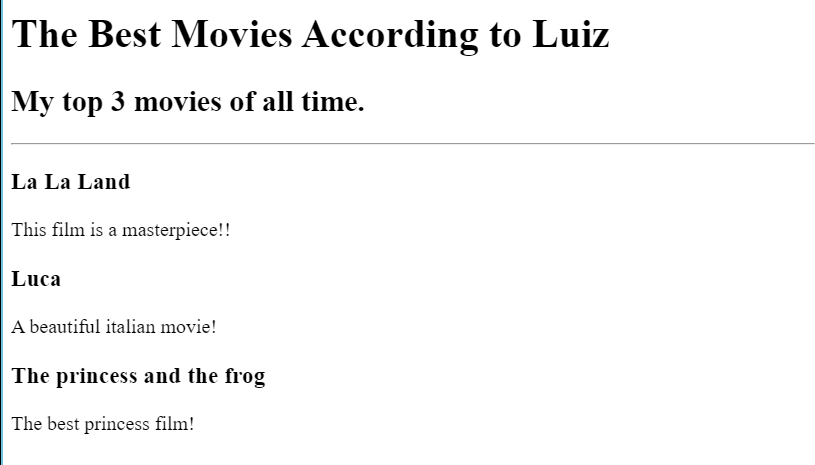 The Best Movies According to Luiz
My top 3 movies of all time.
La La Land
This film is a masterpiece!!
Luca
A beautiful italian movie!
The princess and the frog
The best princess film!